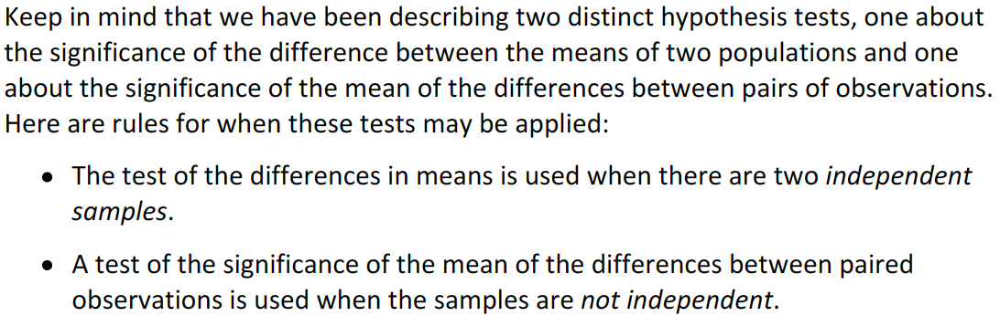 Keep in mind that we have been describing two distinct hypothesis tests, one about
the significance of the difference between the means of two populations and one
about the significance of the mean of the differences between pairs of observations.
Here are rules for when these tests may be applied:
• The test of the differences in means is used when there are two independent
samples.
• A test of the significance of the mean of the differences between paired
observations is used when the samples are not independent.